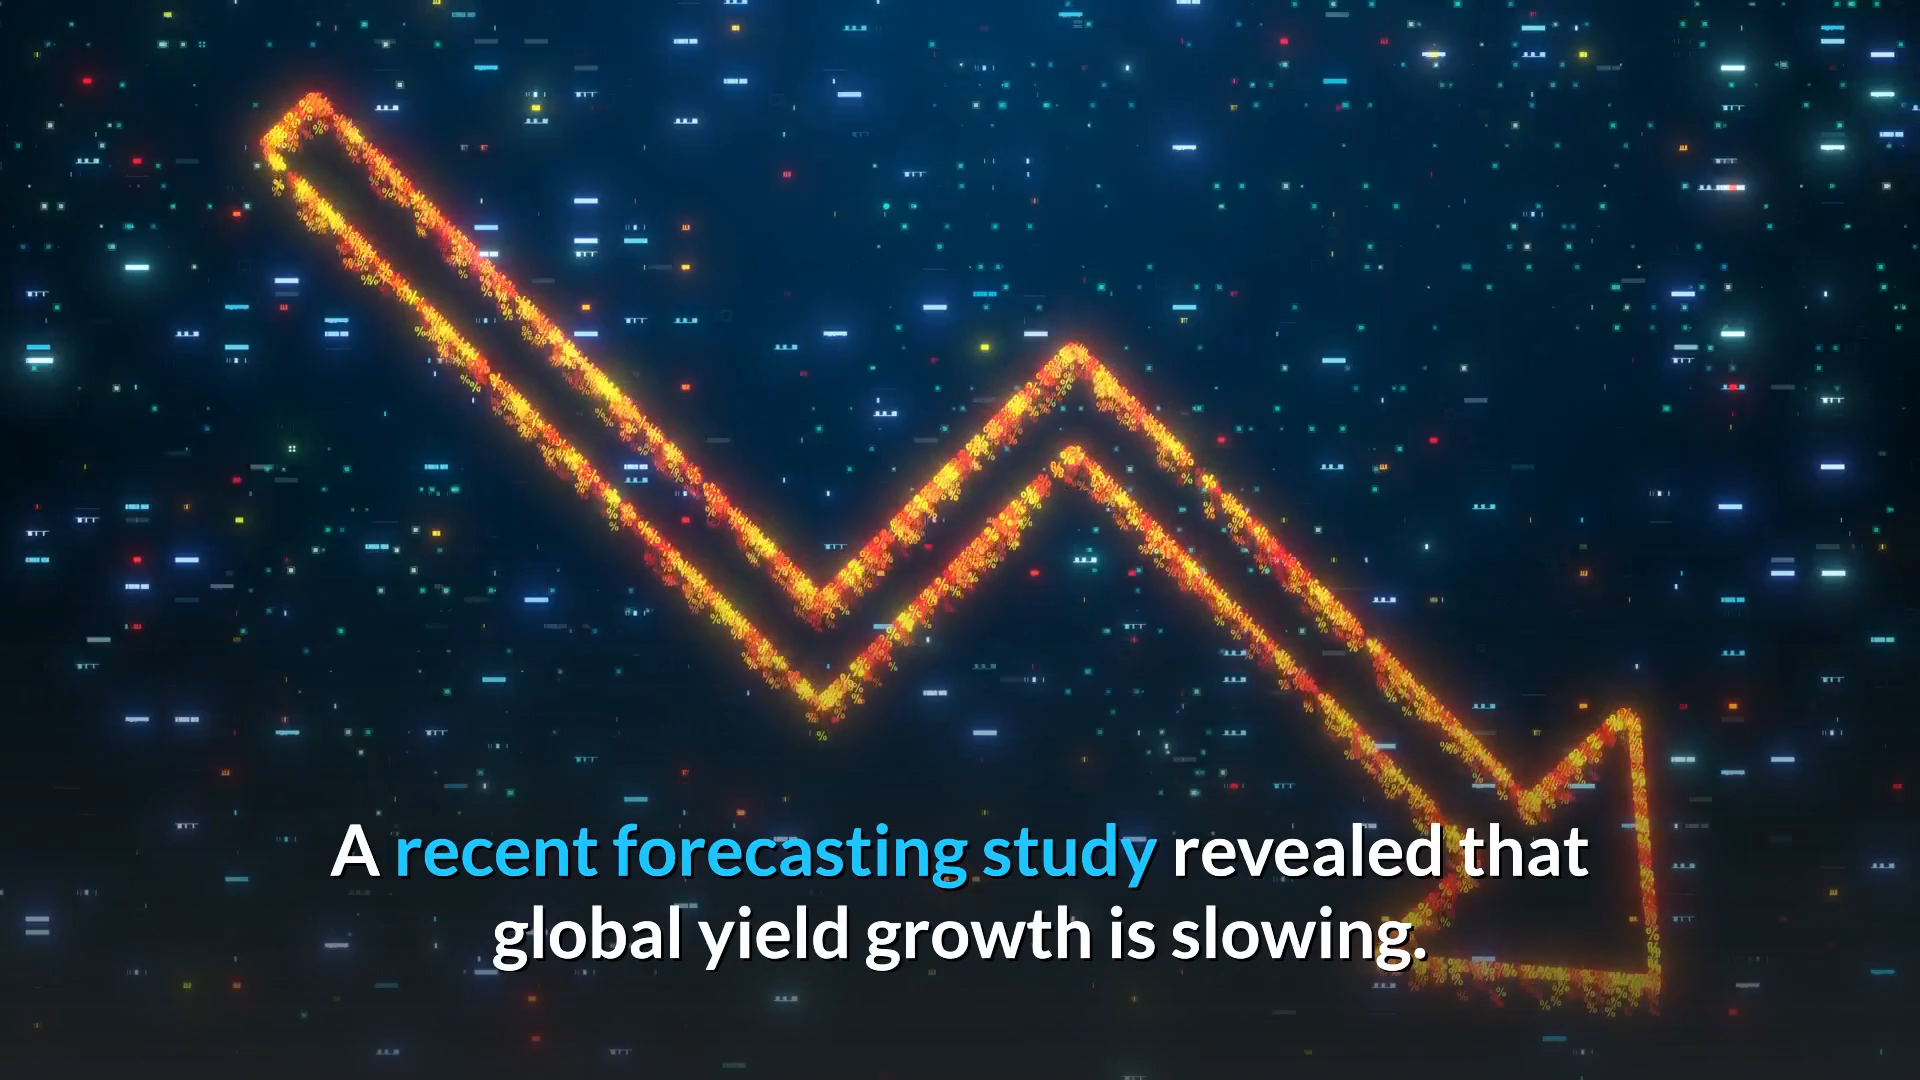 A recent forecasting study revealed that
global yield growth is slowing.